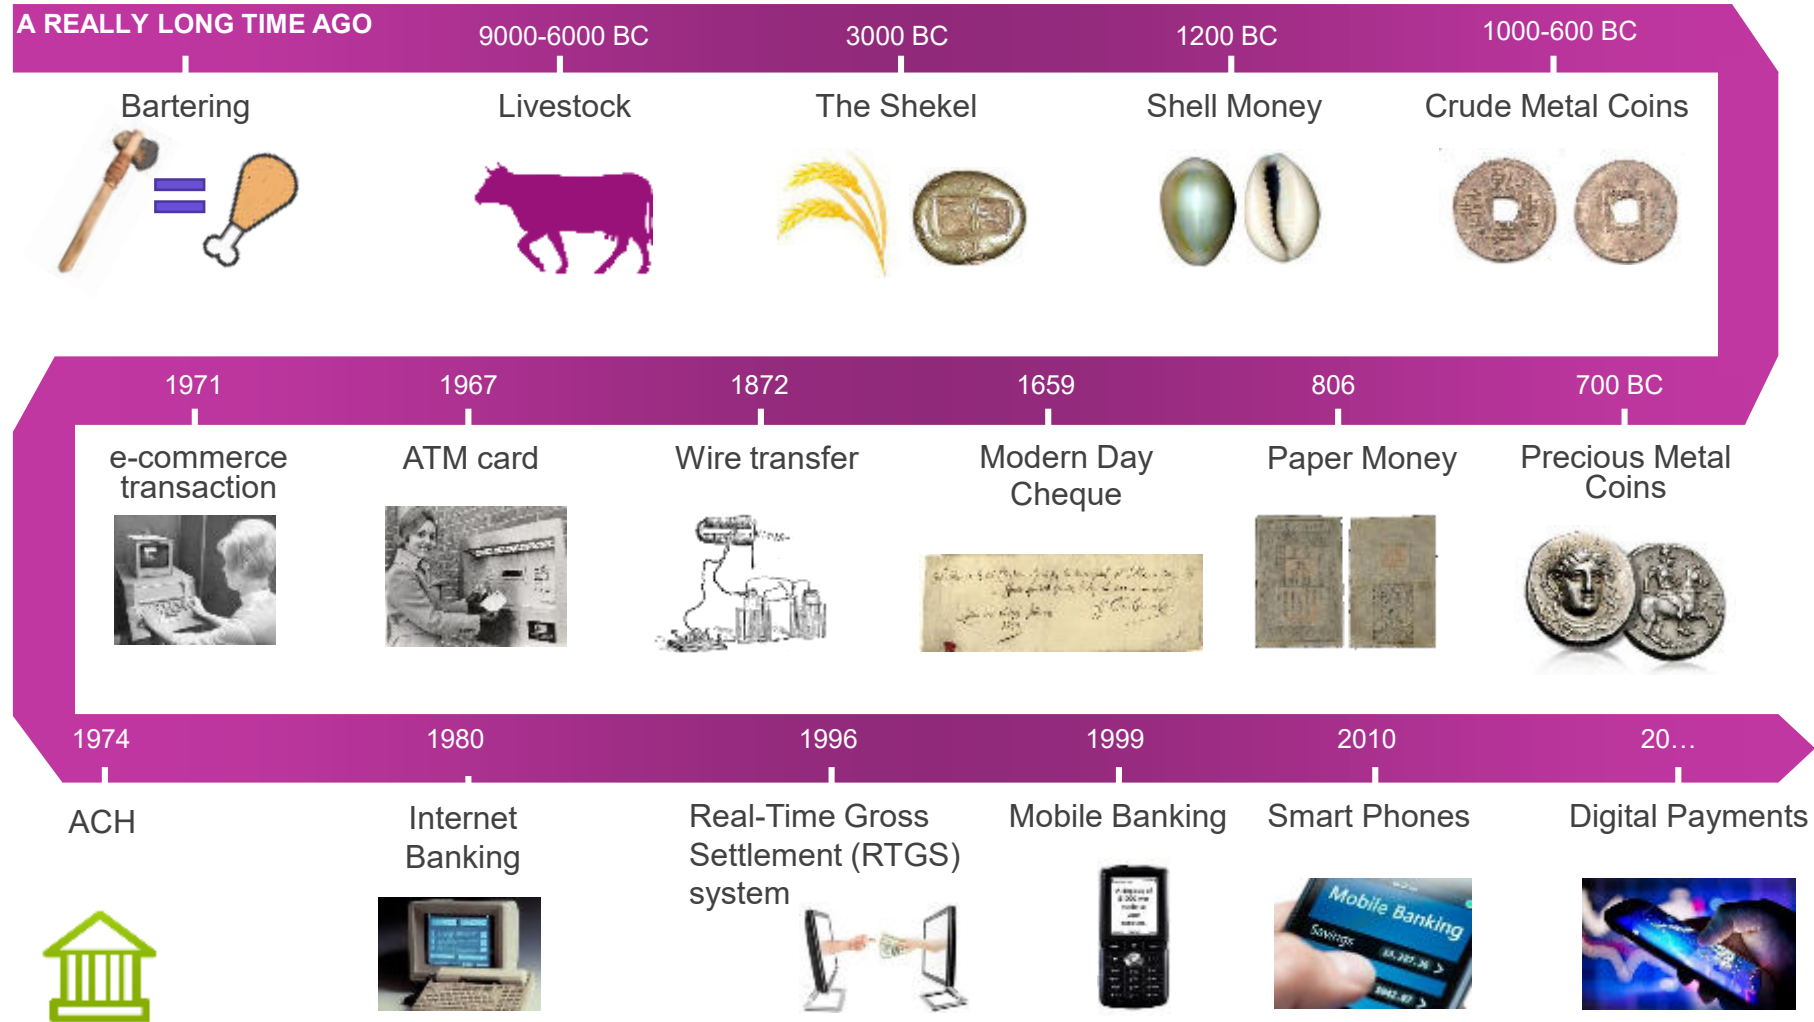 A REALLY LONG TIME AGO
9000-6000 BC
3000 BC
1200 BC
1000-600 BC
Bartering
Livestock
The Shekel
Shell Money
Crude Metal Coins
1971
1967
1872
1659
806
700 BC
e-commerce
transaction
ATM card
Wire transfer
Modern Day
Cheque
Paper Money
Precious Metal
Coins
1974
1980
1996
1999
2010
20…
ACH
Internet
Banking
Real-Time Gross
Settlement (RTGS)
system
Mobile Banking
Smart Phones
Digital Payments
Mobile Banking
Savings